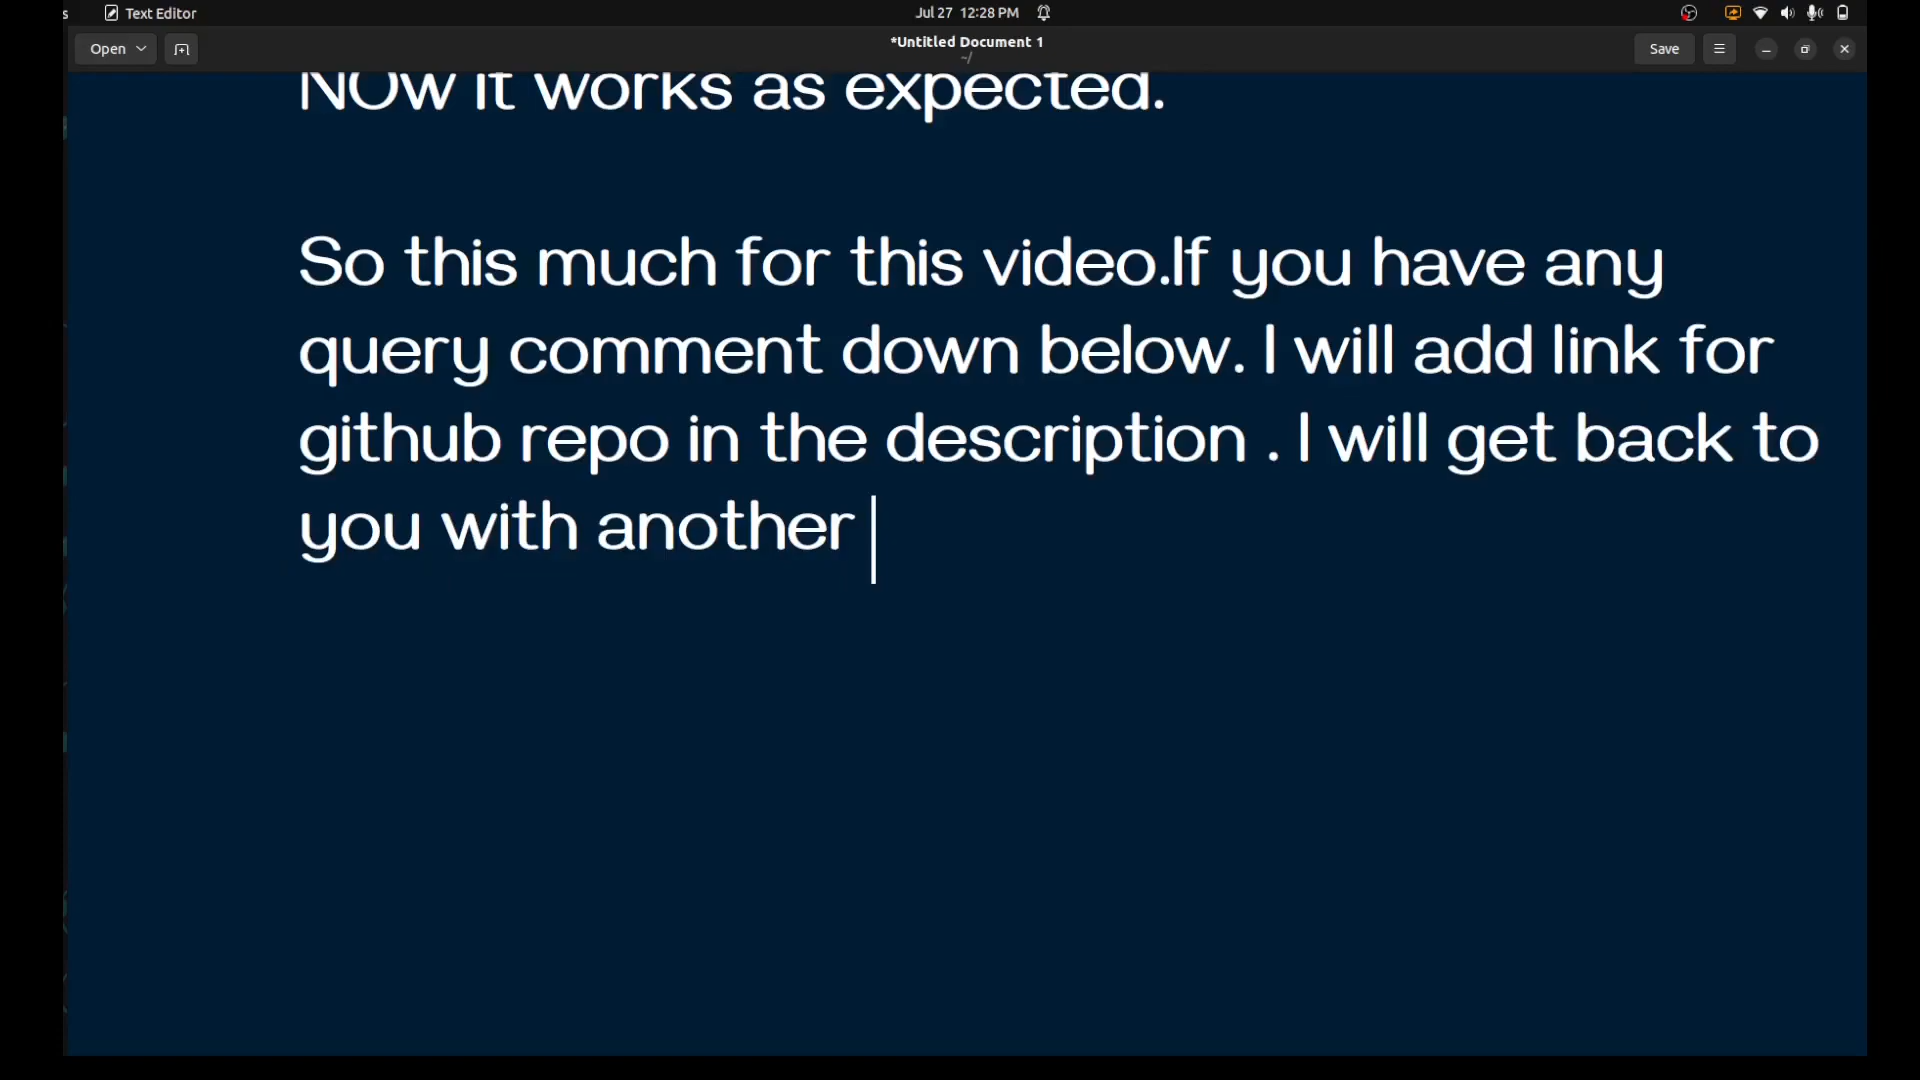 s Text Editor Jul 27 12:28 PM
Open *Untitled Document 1 Save
~/
NOw it works as expected.
So this much for this video.If you have any
query comment down below. I will add link for
github repo in the description . I will get back to
you with another